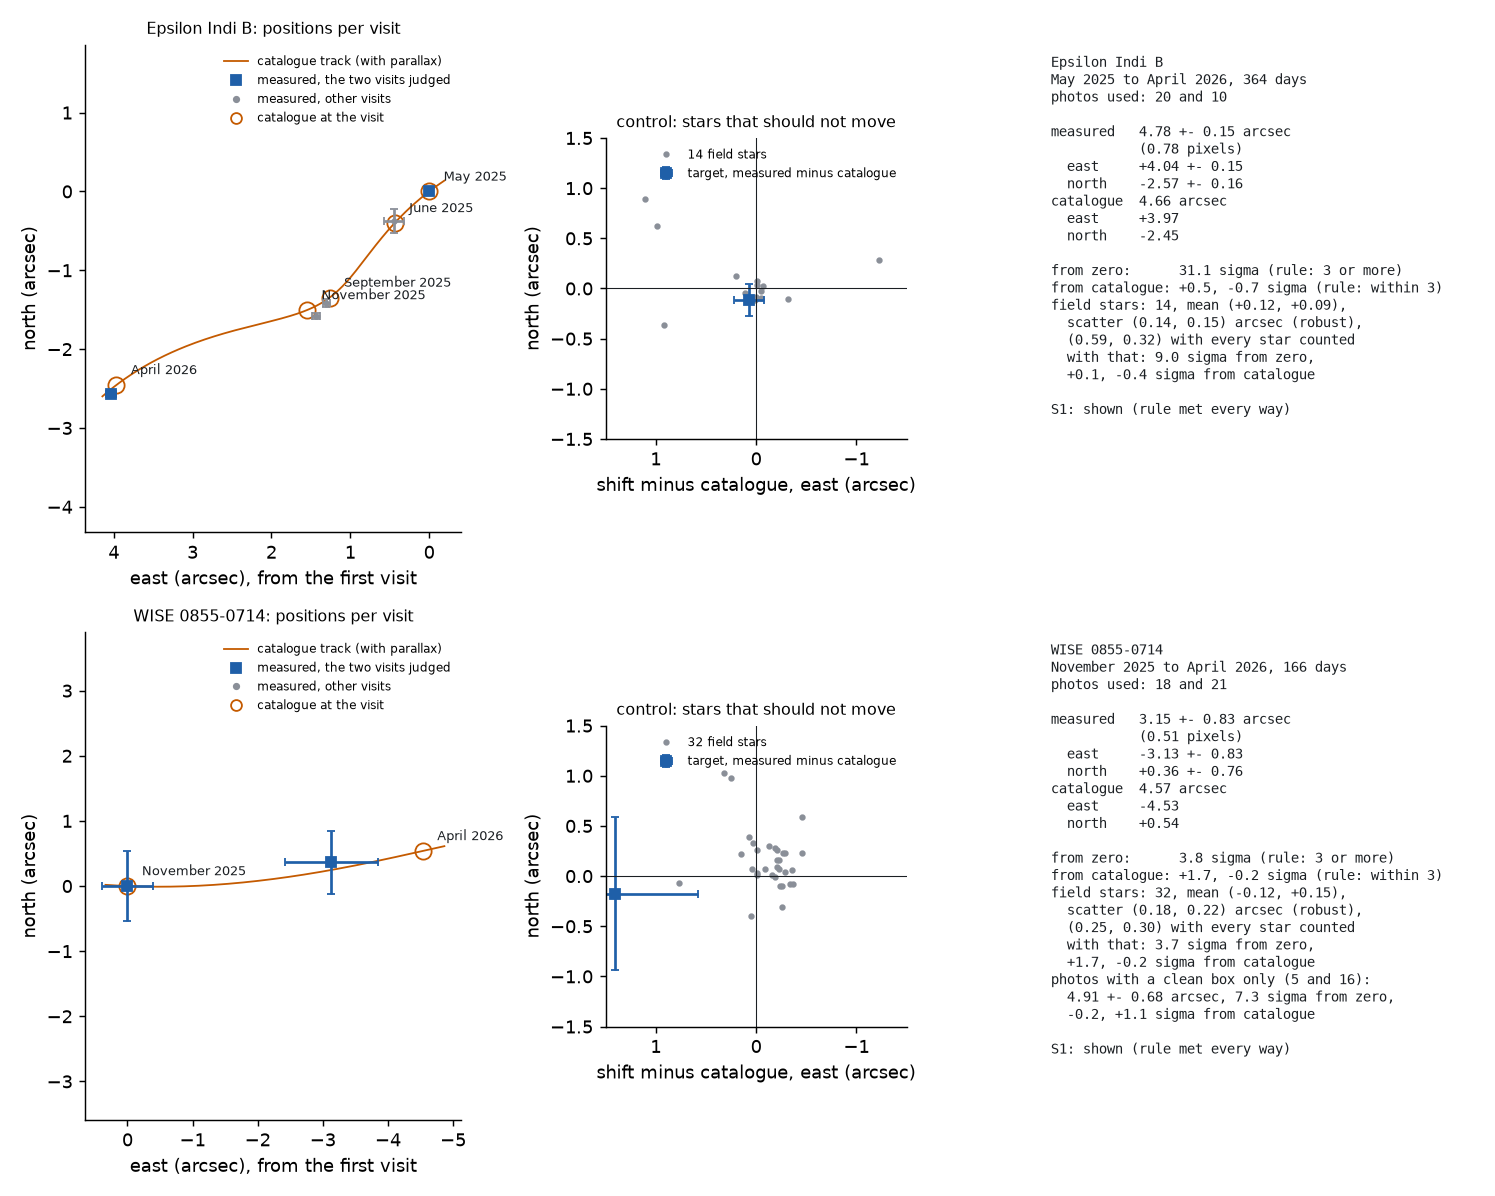 Epsilon Indi B: positions per visit
catalogue track (with parallax)
measured, the two visits judged
measured, other visits
catalogue at the visit
May 2025
June 2025
September 2025
November 2025
April 2026
1
0
−1
−2
−3
−4
north (arcsec)
4 3 2 1 0
east (arcsec), from the first visit
control: stars that should not move
14 field stars
target, measured minus catalogue
1.5
1.0
0.5
0.0
−0.5
−1.0
−1.5
north (arcsec)
1 0 −1
shift minus catalogue, east (arcsec)
Epsilon Indi B
May 2025 to April 2026, 364 days
photos used: 20 and 10
measured 4.78 +- 0.15 arcsec
(0.78 pixels)
east +4.04 +- 0.15
north -2.57 +- 0.16
catalogue 4.66 arcsec
east +3.97
north -2.45
from zero: 31.1 sigma (rule: 3 or more)
from catalogue: +0.5, -0.7 sigma (rule: within 3)
field stars: 14, mean (+0.12, +0.09),
scatter (0.14, 0.15) arcsec (robust),
(0.59, 0.32) with every star counted
with that: 9.0 sigma from zero,
+0.1, -0.4 sigma from catalogue
S1: shown (rule met every way)
WISE 0855-0714: positions per visit
catalogue track (with parallax)
measured, the two visits judged
measured, other visits
catalogue at the visit
April 2026
November 2025
3
2
1
0
−1
−2
−3
north (arcsec)
0 −1 −2 −3 −4 −5
east (arcsec), from the first visit
control: stars that should not move
32 field stars
target, measured minus catalogue
1.5
1.0
0.5
0.0
−0.5
−1.0
−1.5
north (arcsec)
1 0 −1
shift minus catalogue, east (arcsec)
WISE 0855-0714
November 2025 to April 2026, 166 days
photos used: 18 and 21
measured 3.15 +- 0.83 arcsec
(0.51 pixels)
east -3.13 +- 0.83
north +0.36 +- 0.76
catalogue 4.57 arcsec
east -4.53
north +0.54
from zero: 3.8 sigma (rule: 3 or more)
from catalogue: +1.7, -0.2 sigma (rule: within 3)
field stars: 32, mean (-0.12, +0.15),
scatter (0.18, 0.22) arcsec (robust),
(0.25, 0.30) with every star counted
with that: 3.7 sigma from zero,
+1.7, -0.2 sigma from catalogue
photos with a clean box only (5 and 16):
4.91 +- 0.68 arcsec, 7.3 sigma from zero,
-0.2, +1.1 sigma from catalogue
S1: shown (rule met every way)